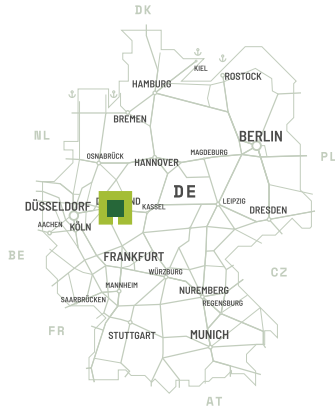 DK
KIEL
ROSTOCK
HAMBURG
BREMEN
NL
BERLIN
OSNABRÜCK
HANNOVER
MAGDEBURG
PL
DE
DÜSSELDORF
KASSEL
LEIPZIG
DRESDEN
AACHEN
KÖLN
BE
FRANKFURT
WÜRZBURG
CZ
MANNHEIM
NUREMBERG
SAARBRÜCKEN
REGENSBURG
FR
STUTTGART
MUNICH
AT